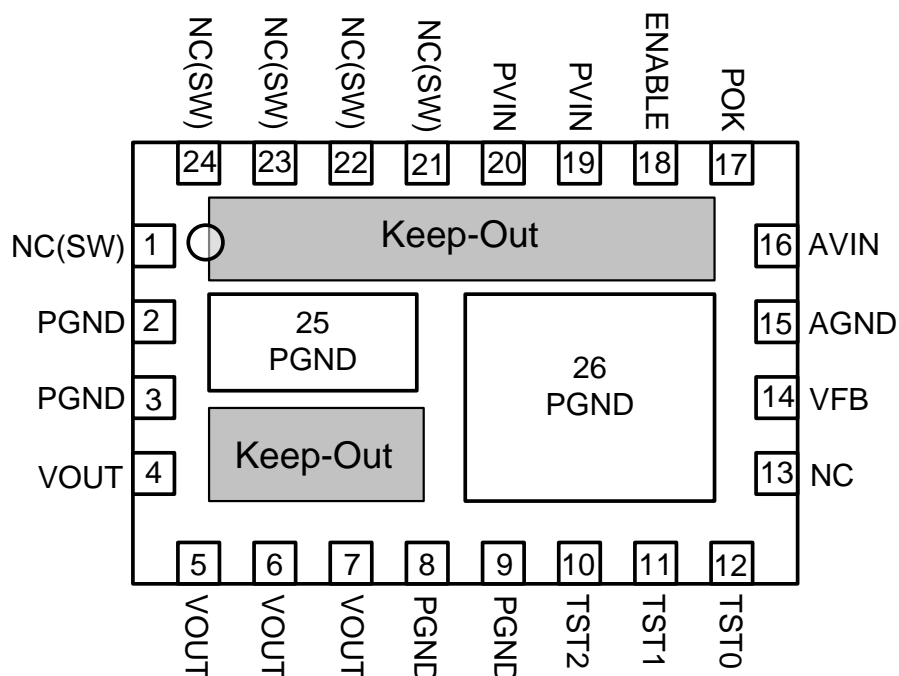 NC(SW)
NC(SW)
NC(SW)
NC(SW)
PVIN
PVIN
ENABLE
POK
24
23
22
21
20
19
18
17
NC(SW)
1
Keep-Out
16
AVIN
PGND
2
25
PGND
15
AGND
PGND
3
26
PGND
14
VFB
VOUT
4
Keep-Out
13
NC
5
6
7
8
9
10
11
12
VOUT
VOUT
VOUT
PGND
PGND
TST2
TST1
TST0